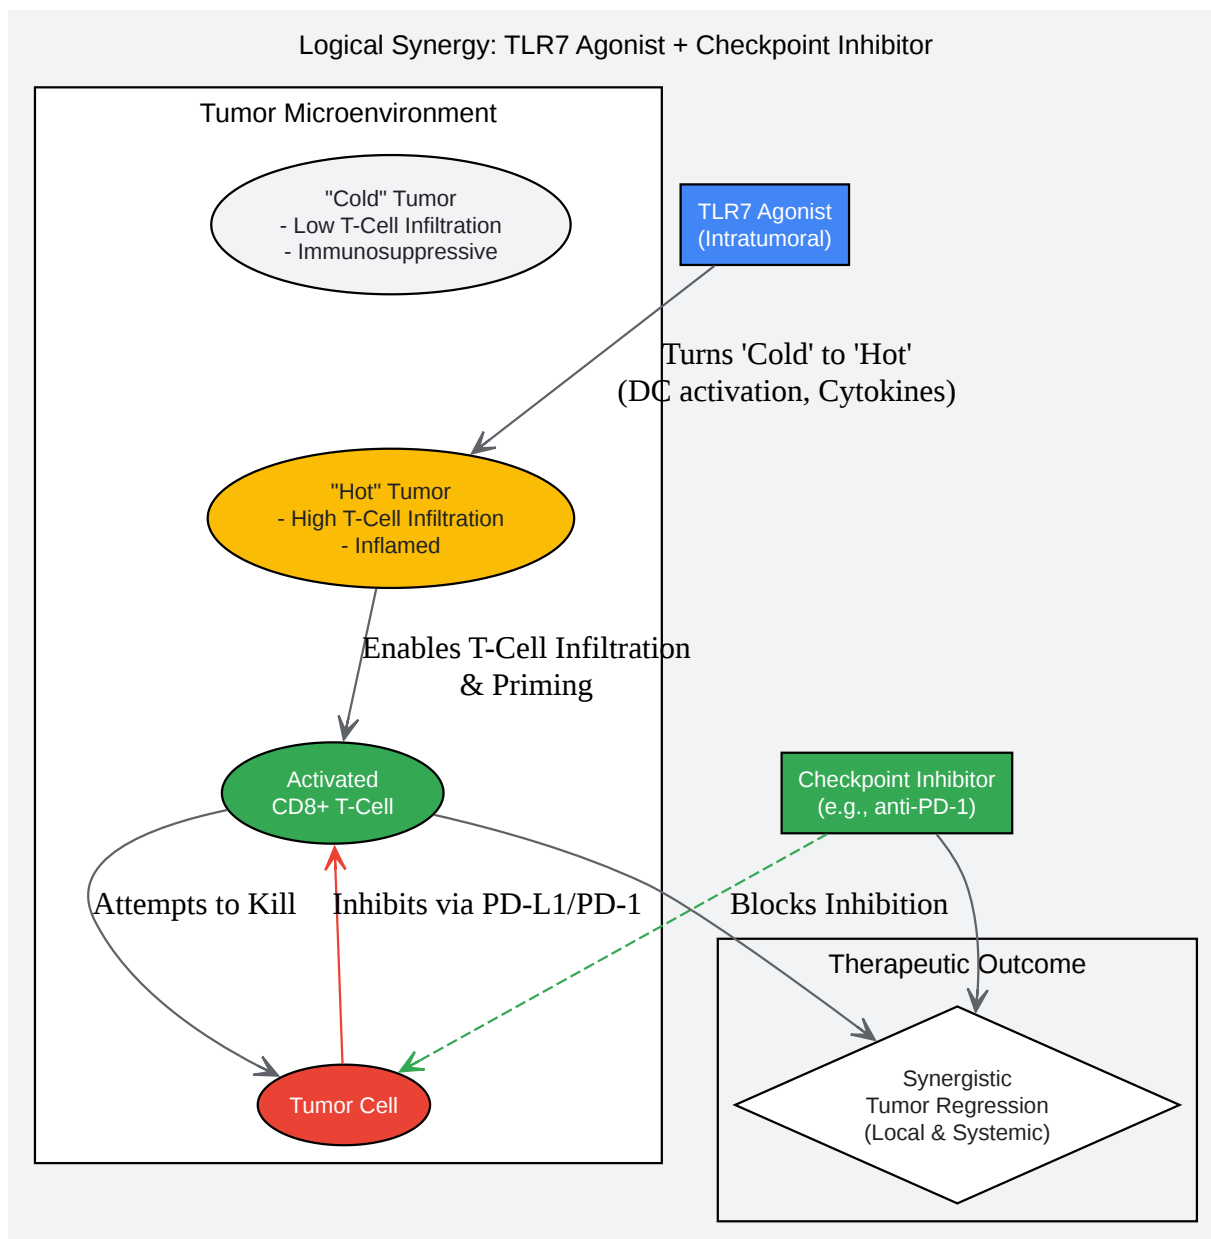 Logical Synergy: TLR7 Agonist + Checkpoint Inhibitor
Tumor Microenvironment
"Cold" Tumor
- Low T-Cell Infiltration
- Immunosuppressive
TLR7 Agonist
(Intratumoral)
Turns 'Cold' to 'Hot'
(DC activation, Cytokines)
"Hot" Tumor
- High T-Cell Infiltration
- Inflamed
Enables T-Cell Infiltration
& Priming
Activated
CD8+ T-Cell
Checkpoint Inhibitor
(e.g., anti-PD-1)
Attempts to Kill
Inhibits via PD-L1/PD-1
Blocks Inhibition
Therapeutic Outcome
Tumor Cell
Synergistic
Tumor Regression
(Local & Systemic)